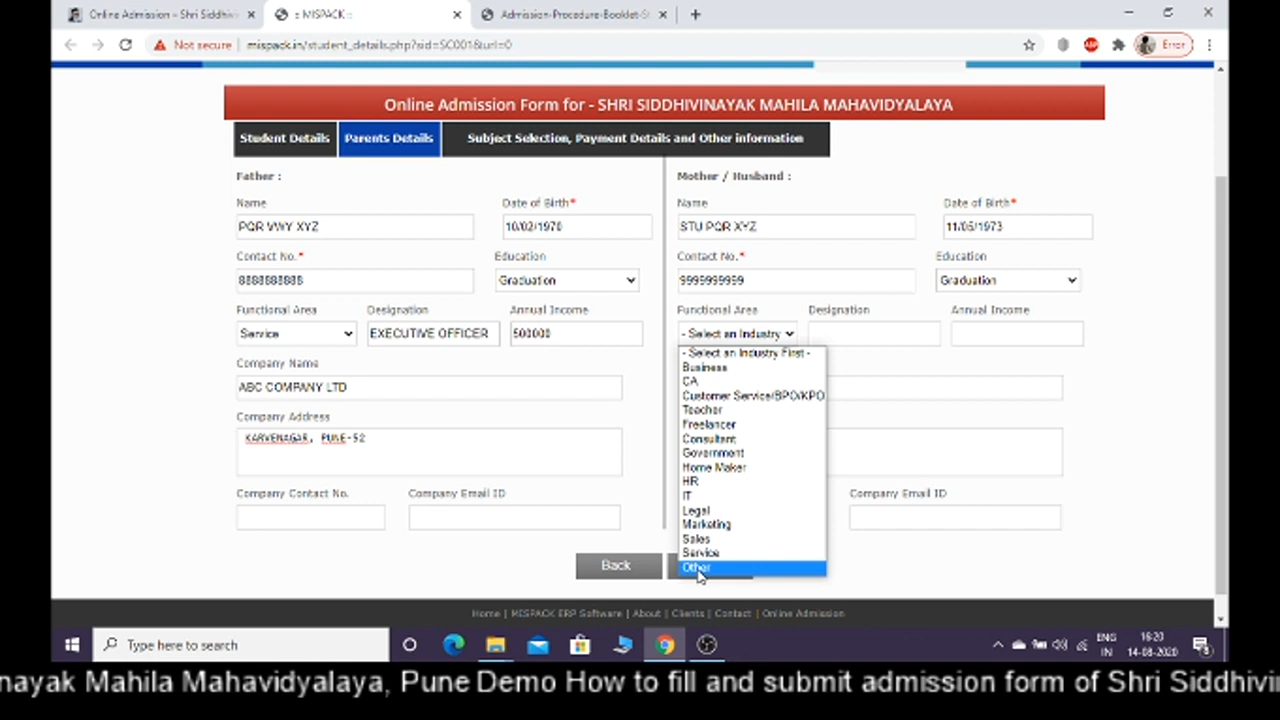 Online Admission – Shri Siddhivi
:: MISPACK ::
Admission-Procedure-Booklet-S
Not secure | mispack.in/student_details.php?sid=SC001&url=0
Error
Online Admission Form for - SHRI SIDDHIVINAYAK MAHILA MAHAVIDYALAYA
Student Details Parents Details Subject Selection, Payment Details and Other information
Father : Mother / Husband :
Name Date of Birth* Name Date of Birth*
PQR VWY XYZ 10/02/1970 STU PQR XYZ 11/05/1973
Contact No.* Education Contact No.* Education
8888888888 Graduation 9999999999 Graduation
Functional Area Designation Annual Income Functional Area Designation Annual Income
Service EXECUTIVE OFFICER 500000 - Select an Industry
Company Name
ABC COMPANY LTD
Company Address
KARVENAGAR, PUNE-52
Company Contact No. Company Email ID Company Email ID
- Select an Industry First -
Business
CA
Customer Service/BPO/KPO
Teacher
Freelancer
Consultant
Government
Home Maker
HR
IT
Legal
Marketing
Sales
Service
Other
Back
Home | MISPACK ERP Software | About | Clients | Contact | Online Admission
Type here to search
ENG
IN
16:20
14-08-2020
nayak Mahila Mahavidyalaya, Pune Demo How to fill and submit admission form of Shri Siddhivi